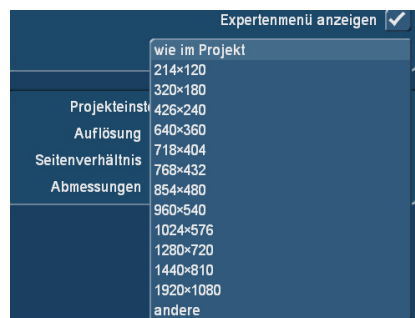 Expertenmenü anzeigen
wie im Projekt
214×120
320×180
Projekteinst
426×240
Auflösung
640×360
718×404
Seitenverhältnis
768×432
Abmessungen
854×480
960×540
1024×576
1280×720
1440×810
1920×1080
andere